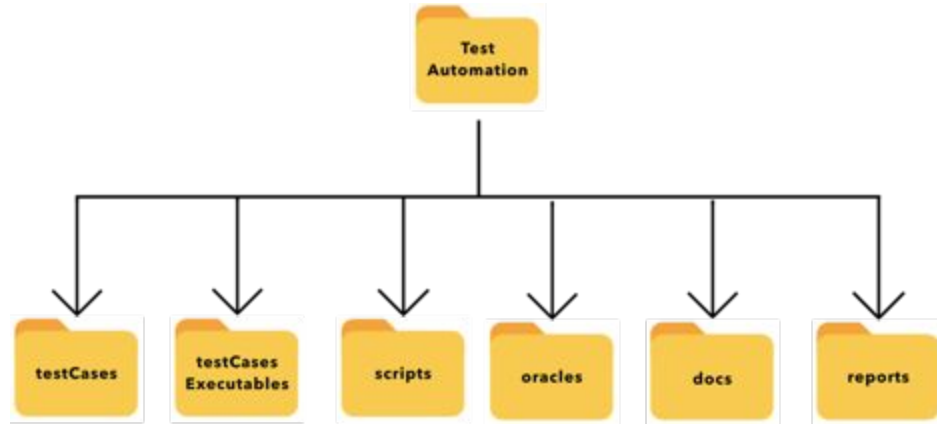 Test
Automation
testCases
testCases
Executables
scripts
oracles
docs
reports